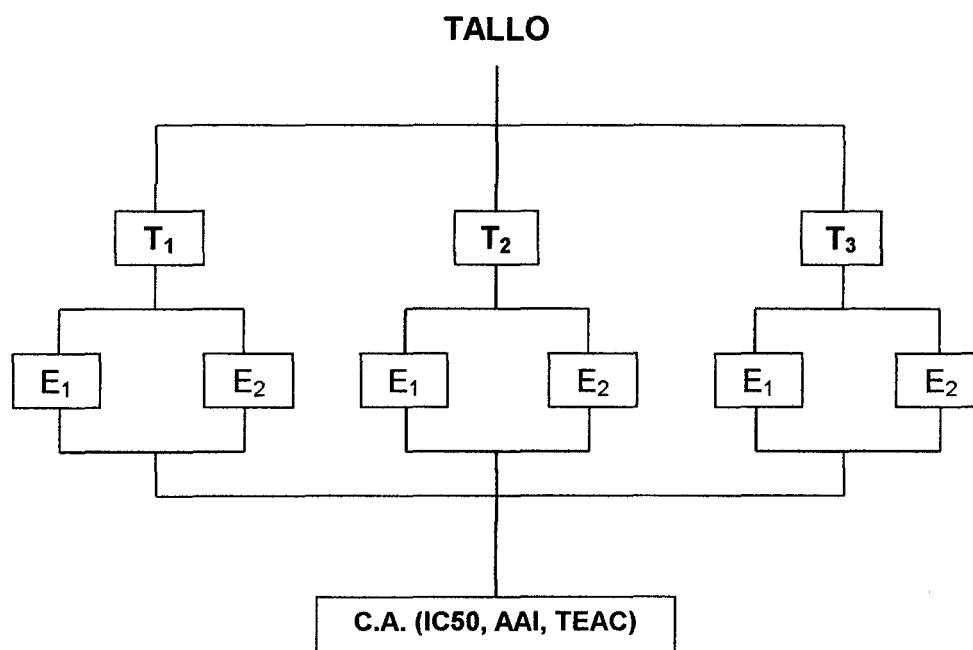 TALLO
T₁ T₂ T₃
E₁ E₂ E₁ E₂ E₁ E₂
C.A. (IC50, AAI, TEAC)